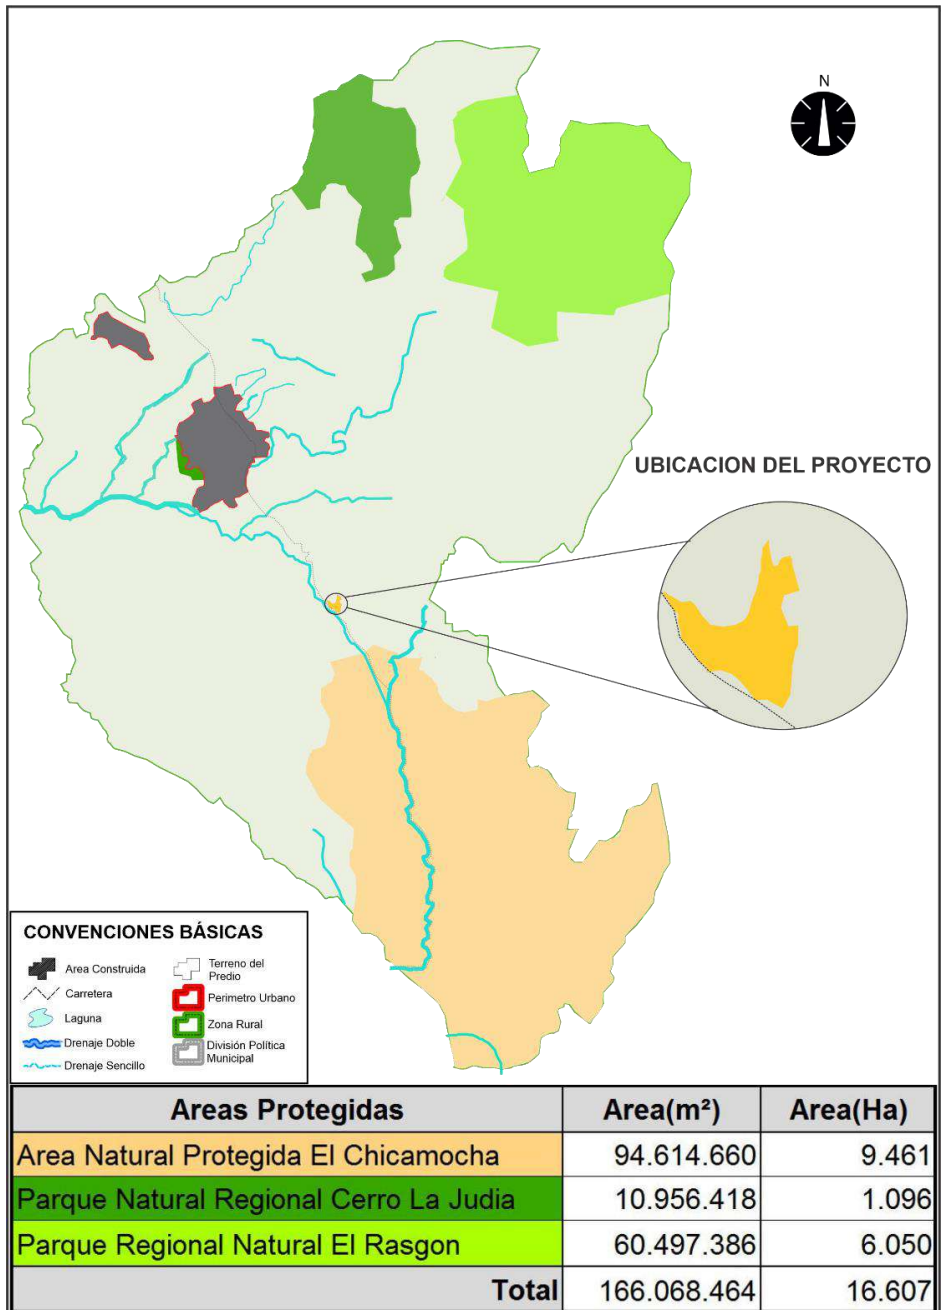 N
UBICACION DEL PROYECTO
CONVENCIONES BÁSICAS
Area Construida
Carretera
Laguna
Drenaje Doble
Drenaje Sencillo
Terreno del
Predio
Perimetro Urbano
Zona Rural
División Política
Municipal
Areas Protegidas Area(m²) Area(Ha)
Area Natural Protegida El Chicamocha 94.614.660 9.461
Parque Natural Regional Cerro La Judia 10.956.418 1.096
Parque Regional Natural El Rasgon 60.497.386 6.050
Total 166.068.464 16.607